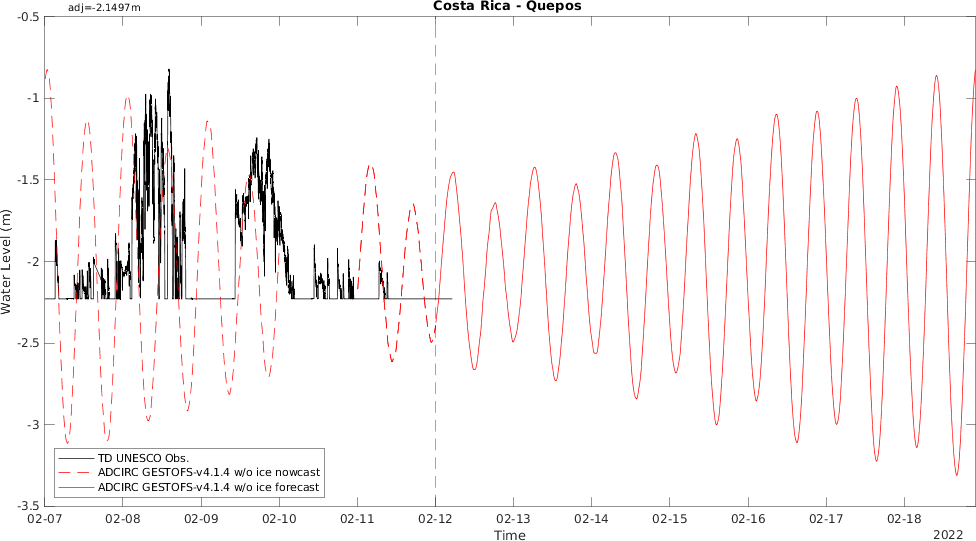 adj=-2.1497m
Costa Rica - Quepos
Water Level (m)
-0.5
-1
-1.5
-2
-2.5
-3
-3.5
TD UNESCO Obs.
ADCIRC GESTOFS-v4.1.4 w/o ice nowcast
ADCIRC GESTOFS-v4.1.4 w/o ice forecast
02-07 02-08 02-09 02-10 02-11 02-12 02-13 02-14 02-15 02-16 02-17 02-18
Time
2022